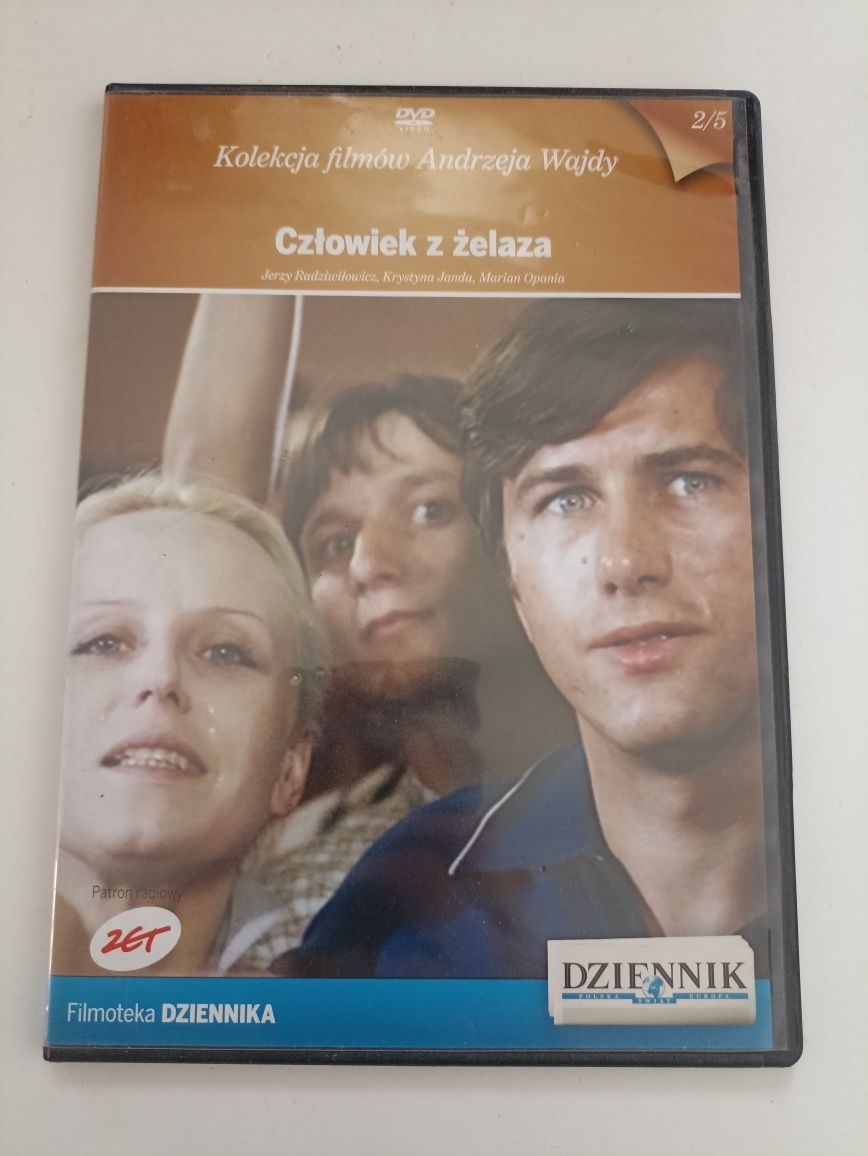 DVD
VIDEO
2/5
Kolekcja filmów Andrzeja Wajdy
Człowiek z żelaza
Jerzy Radziwiłowicz, Krystyna Janda, Marian Opania
Patron radiowy
ZET
DZIENNIK
POLSKA ŚWIAT EUROPA
Filmoteka DZIENNIKA